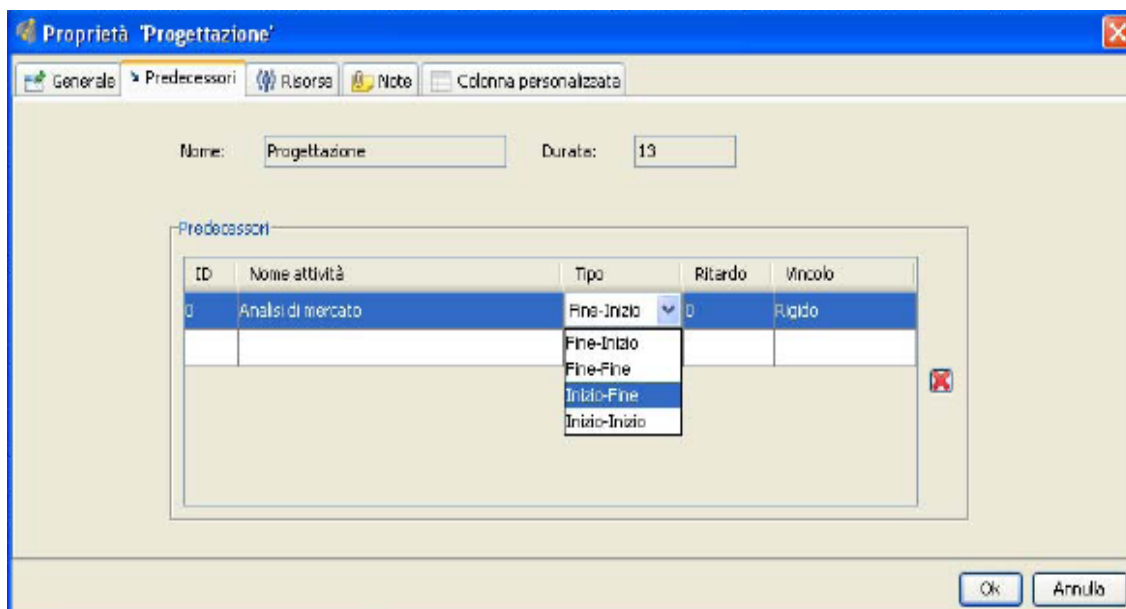 Proprietà 'Progettazione'
Generale Predecessori Risorse Note Colonna personalizzata
Nome: Progettazione Durata: 13
Predecessori
ID Nome attività Tipo Ritardo Vincolo
0 Analisi di mercato Fine-Inizio 0 Rigido
Fine-Inizio
Fine-Fine
Inizio-Fine
Inizio-Inizio
Ok Annulla